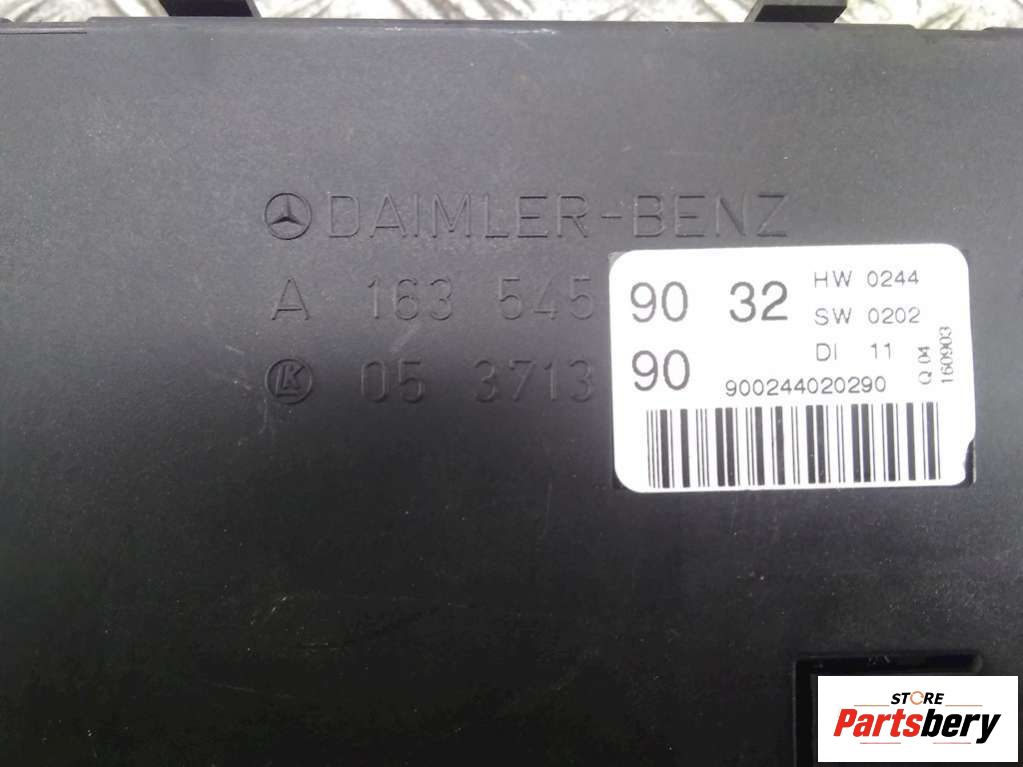 DAIMLER-BENZ
A 163 545 90 32
LK 05 3713 90
HW 0244
SW 0202
DI 11
900244020290
Q 04
160903
STORE
Partsbery